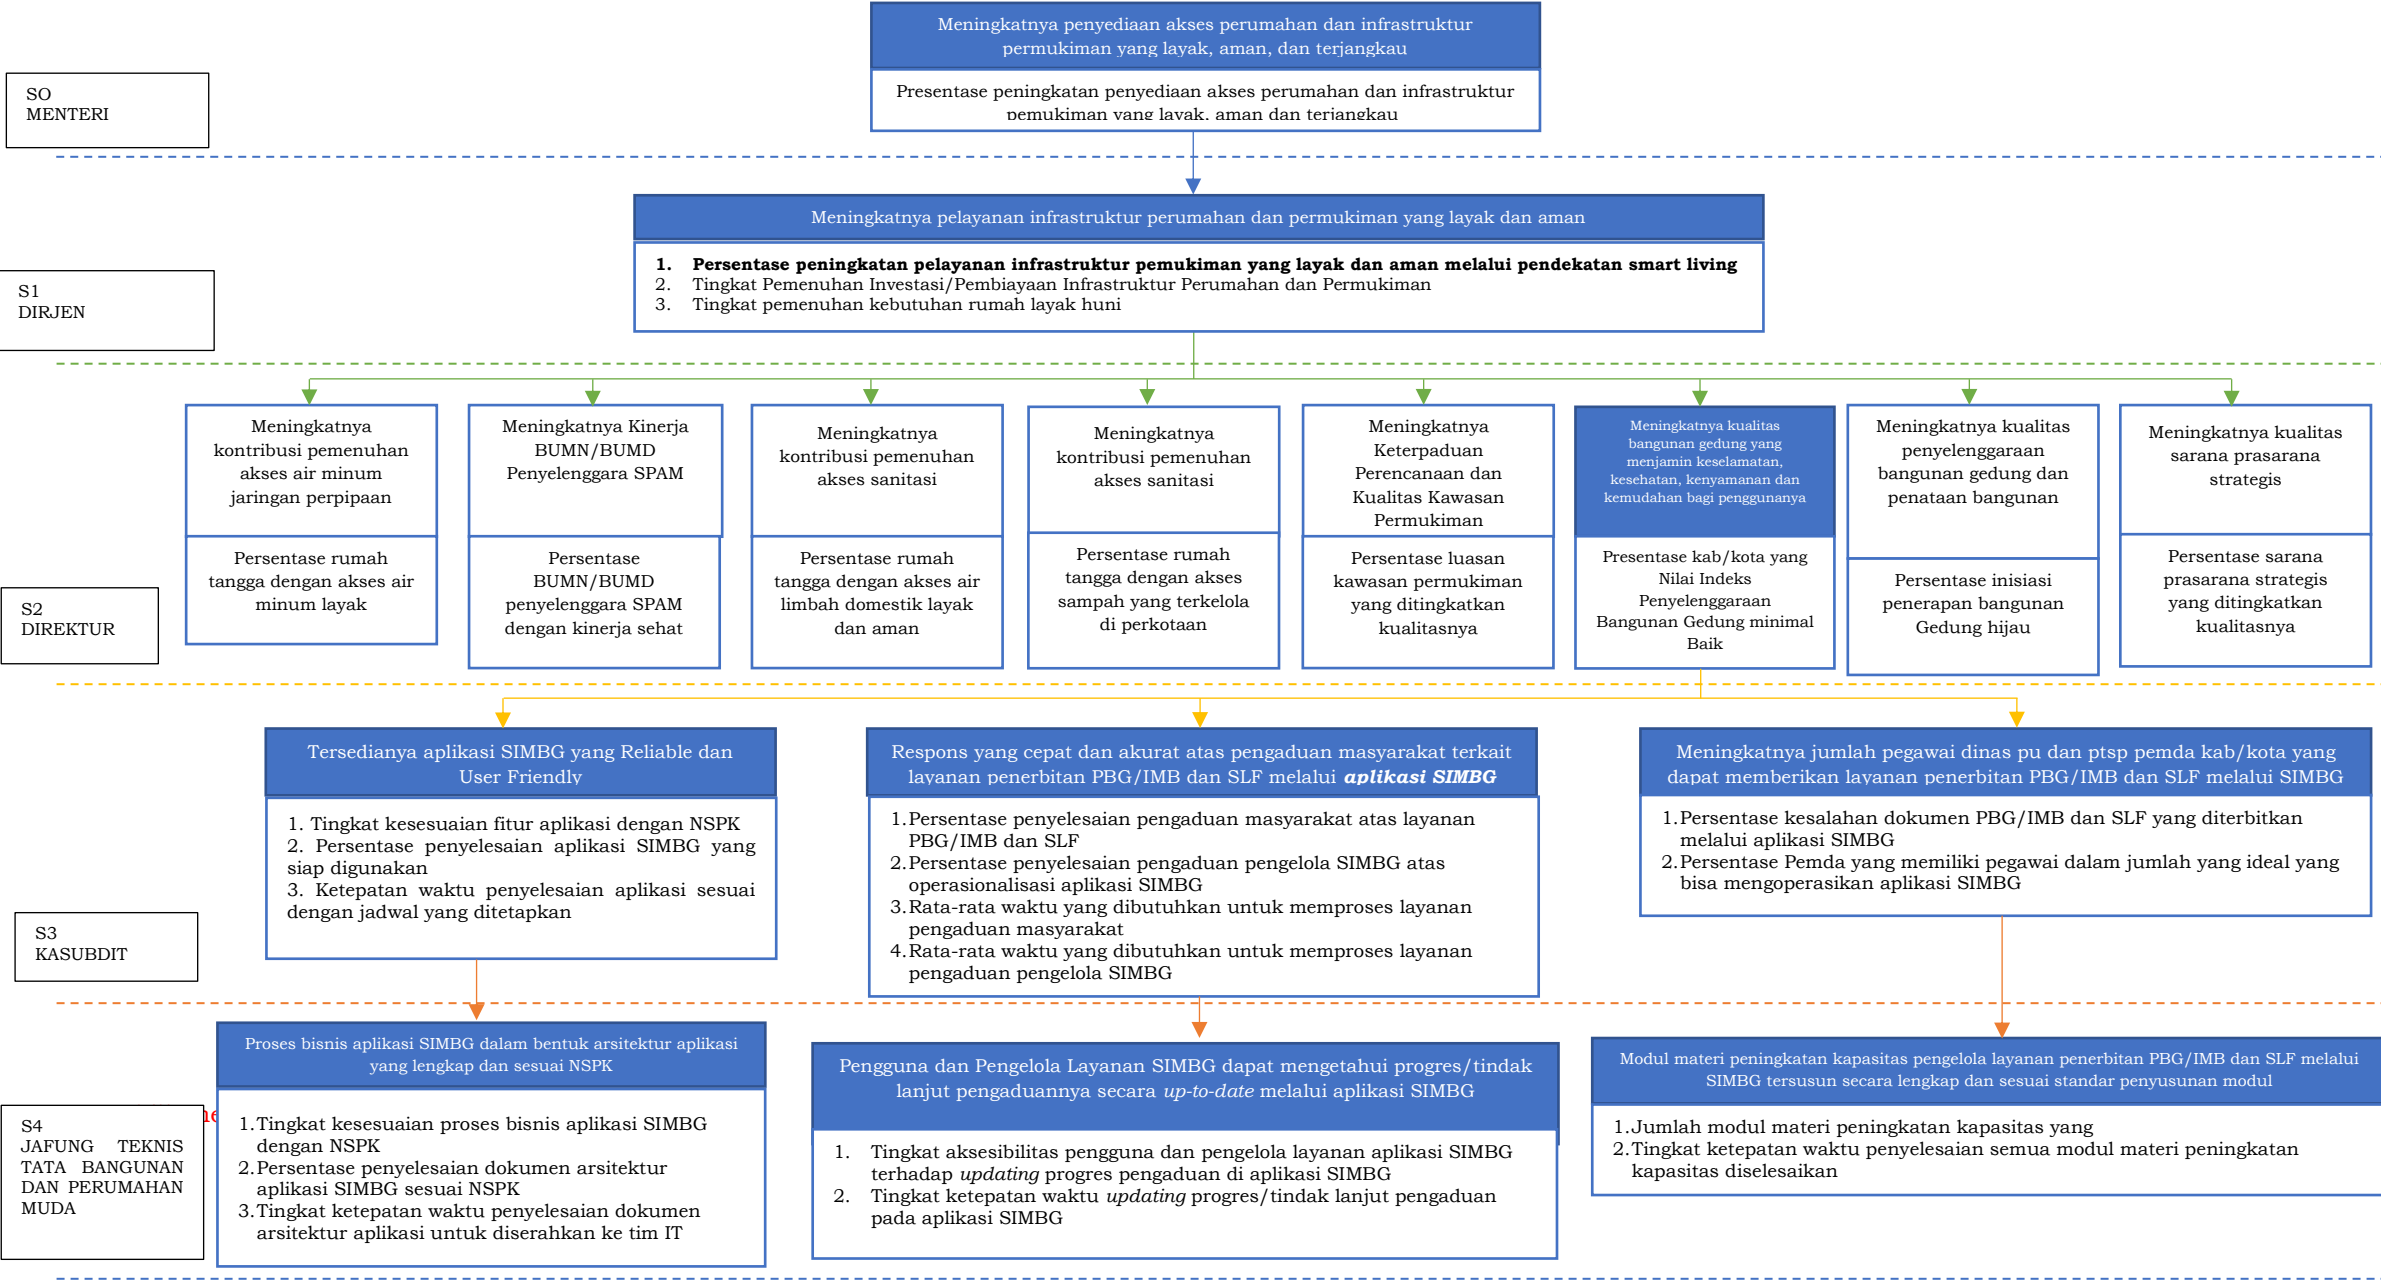 Meningkatnya penyediaan akses perumahan dan infrastruktur
permukiman yang layak, aman, dan terjangkau
Presentase peningkatan penyediaan akses perumahan dan infrastruktur
pemukiman yang layak, aman dan terjangkau
SO
MENTERI
Meningkatnya pelayanan infrastruktur perumahan dan permukiman yang layak dan aman
1. Persentase peningkatan pelayanan infrastruktur pemukiman yang layak dan aman melalui pendekatan smart living
2. Tingkat Pemenuhan Investasi/Pembiayaan Infrastruktur Perumahan dan Permukiman
3. Tingkat pemenuhan kebutuhan rumah layak huni
S1
DIRJEN
Meningkatnya
kontribusi pemenuhan
akses air minum
jaringan perpipaan
Persentase rumah
tangga dengan akses air
minum layak
Meningkatnya Kinerja
BUMN/BUMD
Penyelenggara SPAM
Persentase
BUMN/BUMD
penyelenggara SPAM
dengan kinerja sehat
Meningkatnya
kontribusi pemenuhan
akses sanitasi
Persentase rumah
tangga dengan akses air
limbah domestik layak
dan aman
Meningkatnya
kontribusi pemenuhan
akses sanitasi
Persentase rumah
tangga dengan akses
sampah yang terkelola
di perkotaan
Meningkatnya
Keterpaduan
Perencanaan dan
Kualitas Kawasan
Permukiman
Persentase luasan
kawasan permukiman
yang ditingkatkan
kualitasnya
Meningkatnya kualitas
bangunan gedung yang
menjamin keselamatan,
kesehatan, kenyamanan dan
kemudahan bagi penggunanya
Presentase kab/kota yang
Nilai Indeks
Penyelenggaraan
Bangunan Gedung minimal
Baik
Meningkatnya kualitas
penyelenggaraan
bangunan gedung dan
penataan bangunan
Persentase inisiasi
penerapan bangunan
Gedung hijau
Meningkatnya kualitas
sarana prasarana
strategis
Persentase sarana
prasarana strategis
yang ditingkatkan
kualitasnya
S2
DIREKTUR
Tersedianya aplikasi SIMBG yang Reliable dan
User Friendly
1. Tingkat kesesuaian fitur aplikasi dengan NSPK
2. Persentase penyelesaian aplikasi SIMBG yang
siap digunakan
3. Ketepatan waktu penyelesaian aplikasi sesuai
dengan jadwal yang ditetapkan
Respons yang cepat dan akurat atas pengaduan masyarakat terkait
layanan penerbitan PBG/IMB dan SLF melalui aplikasi SIMBG
1.Persentase penyelesaian pengaduan masyarakat atas layanan
PBG/IMB dan SLF
2.Persentase penyelesaian pengaduan pengelola SIMBG atas
operasionalisasi aplikasi SIMBG
3.Rata-rata waktu yang dibutuhkan untuk memproses layanan
pengaduan masyarakat
4.Rata-rata waktu yang dibutuhkan untuk memproses layanan
pengaduan pengelola SIMBG
Meningkatnya jumlah pegawai dinas pu dan ptsp pemda kab/kota yang
dapat memberikan layanan penerbitan PBG/IMB dan SLF melalui SIMBG
1.Persentase kesalahan dokumen PBG/IMB dan SLF yang diterbitkan
melalui aplikasi SIMBG
2.Persentase Pemda yang memiliki pegawai dalam jumlah yang ideal yang
bisa mengoperasikan aplikasi SIMBG
S3
KASUBDIT
Proses bisnis aplikasi SIMBG dalam bentuk arsitektur aplikasi
yang lengkap dan sesuai NSPK
1.Tingkat kesesuaian proses bisnis aplikasi SIMBG
dengan NSPK
2.Persentase penyelesaian dokumen arsitektur
aplikasi SIMBG sesuai NSPK
3.Tingkat ketepatan waktu penyelesaian dokumen
arsitektur aplikasi untuk diserahkan ke tim IT
Pengguna dan Pengelola Layanan SIMBG dapat mengetahui progres/tindak
lanjut pengaduannya secara up-to-date melalui aplikasi SIMBG
1. Tingkat aksesibilitas pengguna dan pengelola layanan aplikasi SIMBG
terhadap updating progres pengaduan di aplikasi SIMBG
2. Tingkat ketepatan waktu updating progres/tindak lanjut pengaduan
pada aplikasi SIMBG
Modul materi peningkatan kapasitas pengelola layanan penerbitan PBG/IMB dan SLF melalui
SIMBG tersusun secara lengkap dan sesuai standar penyusunan modul
1.Jumlah modul materi peningkatan kapasitas yang
2.Tingkat ketepatan waktu penyelesaian semua modul materi peningkatan
kapasitas diselesaikan
S4
JAFUNG TEKNIS
TATA BANGUNAN
DAN PERUMAHAN
MUDA